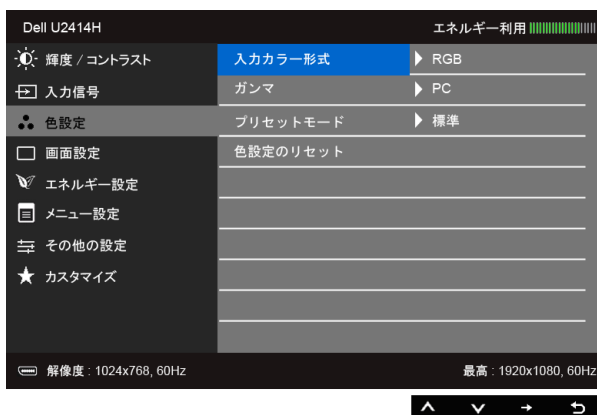 Dell U2414H エネルギー利用
輝度 / コントラスト 入力カラー形式 RGB
入力信号 ガンマ PC
色設定 プリセットモード 標準
画面設定 色設定のリセット
エネルギー設定
メニュー設定
その他の設定
カスタマイズ
解像度 : 1024x768, 60Hz 最高 : 1920x1080, 60Hz